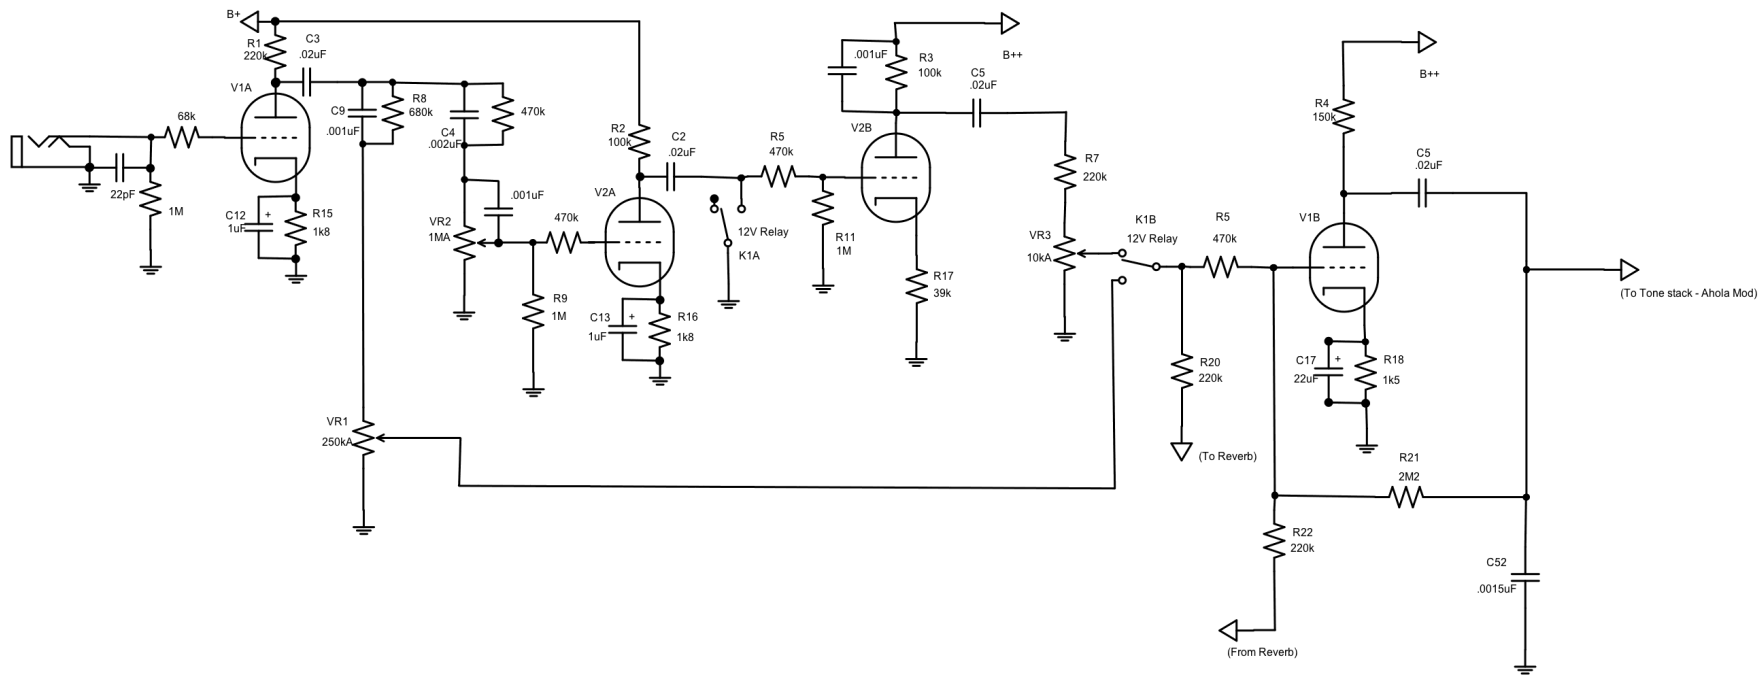 B+
R1
220k
C3
.02uF
V1A
68k
22pF
1M
C12
+
1uF
R15
1k8
C9
.001uF
R8
680k
C4
.002uF
470k
.001uF
VR2
1MA
470k
R9
1M
VR1
250kA
R2
100k
C2
.02uF
V2A
C13
+
1uF
R16
1k8
12V Relay
K1A
R5
470k
R11
1M
.001uF
R3
100k
B++
C5
.02uF
V2B
R17
39k
R7
220k
VR3
10kA
K1B
12V Relay
R5
470k
R20
220k
(To Reverb)
B++
R4
150k
C5
.02uF
V1B
C17
+
22uF
R18
1k5
(To Tone stack - Ahola Mod)
R21
2M2
R22
220k
C52
.0015uF
(From Reverb)